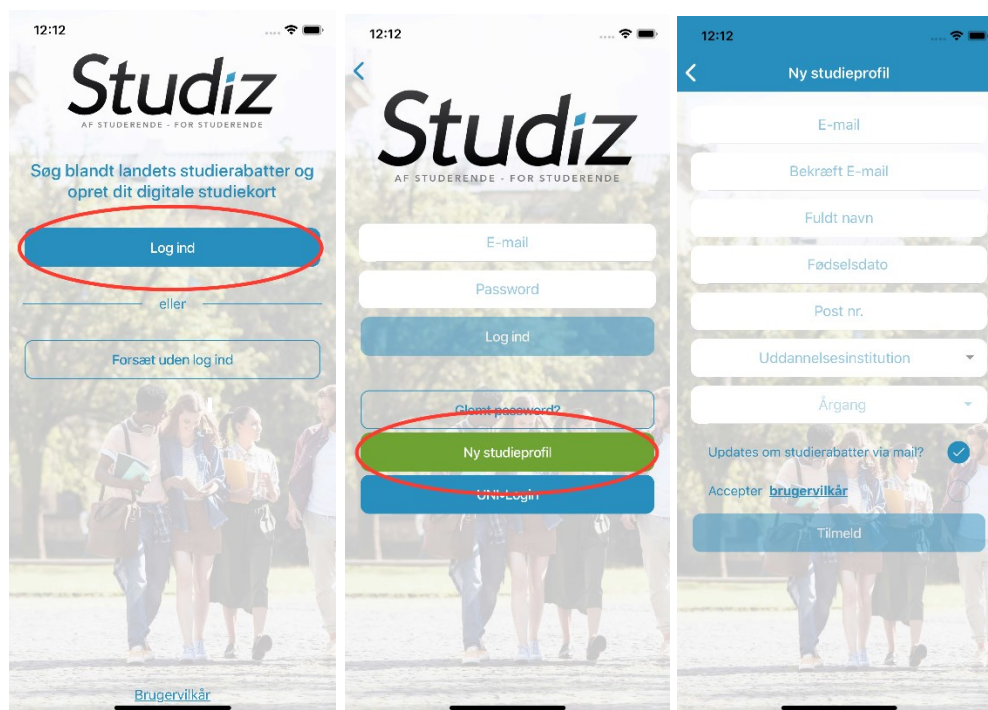 12:12
Studiz
AF STUDERENDE - FOR STUDERENDE
Søg blandt landets studierabatter og
opret dit digitale studiekort
Log ind
eller
Forsæt uden log ind
Brugervilkår
12:12
Studiz
AF STUDERENDE - FOR STUDERENDE
E-mail
Password
Log ind
Glemt password?
Ny studieprofil
UNI-Login
12:12
Ny studieprofil
E-mail
Bekræft E-mail
Fuldt navn
Fødselsdato
Post nr.
Uddannelsesinstitution
Årgang
Updates om studierabatter via mail?
Accepter brugervilkår
Tilmeld